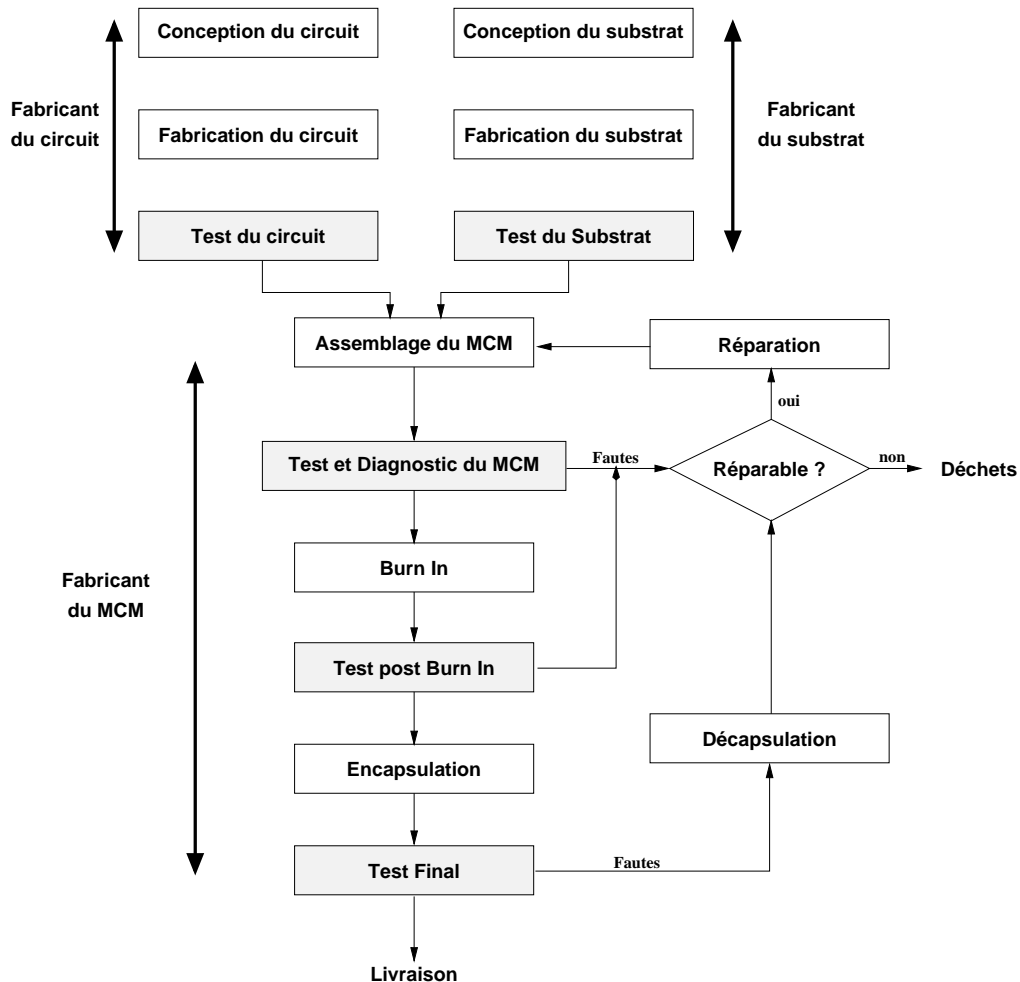 Conception du circuit
Conception du substrat
Fabricant
du circuit
Fabrication du circuit
Fabrication du substrat
Fabricant
du substrat
Test du circuit
Test du Substrat
Assemblage du MCM
Réparation
oui
Test et Diagnostic du MCM
Fautes
Réparable ?
non
Déchets
Burn In
Fabricant
du MCM
Test post Burn In
Encapsulation
Décapsulation
Test Final
Fautes
Livraison